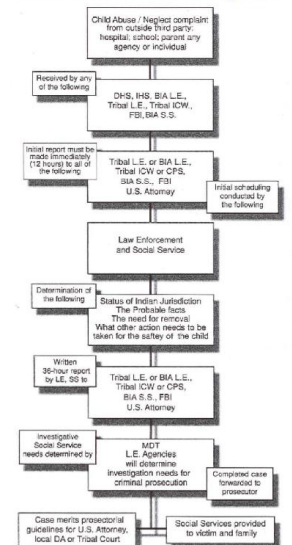 Child Abuse / Neglect complaint
from outside third party:
hospital; school; parent any
agency or individual
Received by any
of the following
DHS, IHS, BIA L.E.,
Tribal L.E., Tribal ICW.,
FBI, BIA S.S.
Initial report must be
made immediately
(12 hours) to all of
the following
Tribal L.E. or BIA L.E.,
Tribal ICW or CPS,
BIA S.S., FBI
U.S. Attorney
Initial scheduling
conducted by
the following
Law Enforcement
and Social Service
Determination of
the following
Status of Indian Jurisdiction
The Probable facts
The need for removal
What other action needs to be
taken for the saftey of the child
Written
36-hour report
by LE, SS to
Tribal L.E. or BIA L.E.,
Tribal ICW or CPS,
BIA S.S., FBI
U.S. Attorney
Investigative
Social Service
needs determined by
MDT
L.E. Agencies
will determine
investigation needs for
criminal prosecution
Completed case
forwarded to
prosecutor
Case merits prosectorial
guidelines for U.S. Attorney,
local DA or Tribal Court
Social Services provided
to victim and family